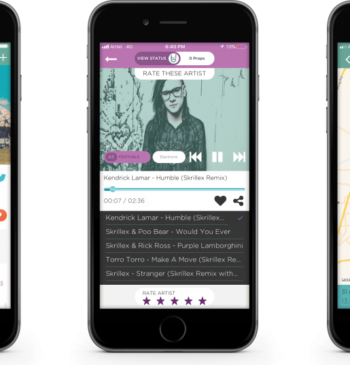 Airtel 4G 6:40 PM 73%
VIEW STATUS 0 Props
RATE THESE ARTIST
Kendrick Lamar - Humble (Skrillex Remix)
00:07 / 02:36
Kendrick Lamar - Humble (Skrillex...
Skrillex & Poo Bear - Would You Ever
Skrillex & Rick Ross - Purple Lamborghini
Torro Torro - Make A Move (Skrillex Re...
Skrillex - Stranger (Skrillex Remix with...
RATE ARTIST